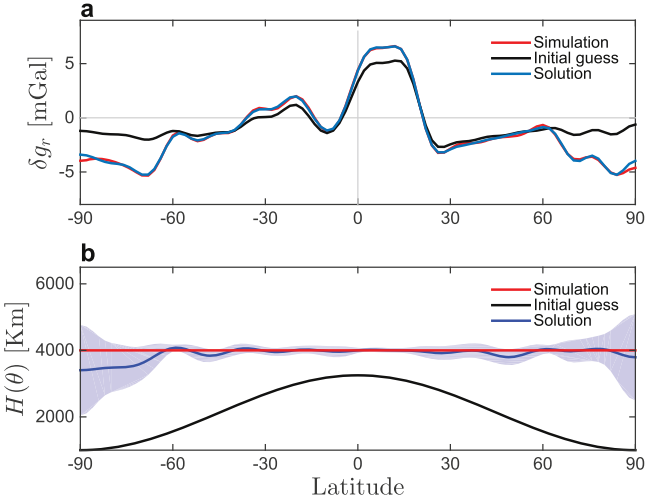 a
Simulation
Initial guess
Solution
δg_r [mGal]
5
0
-5
-90 -60 -30 0 30 60 90
b
Simulation
Initial guess
Solution
H(θ) [Km]
6000
4000
2000
-90 -60 -30 0 30 60 90
Latitude